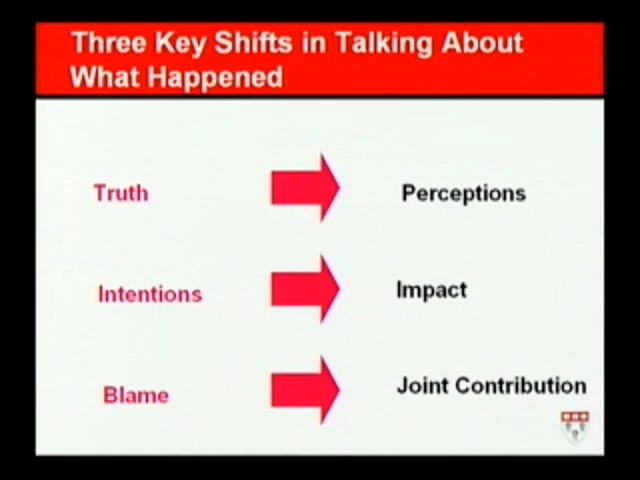 Three Key Shifts in Talking About
What Happened
Truth
Perceptions
Intentions
Impact
Blame
Joint Contribution